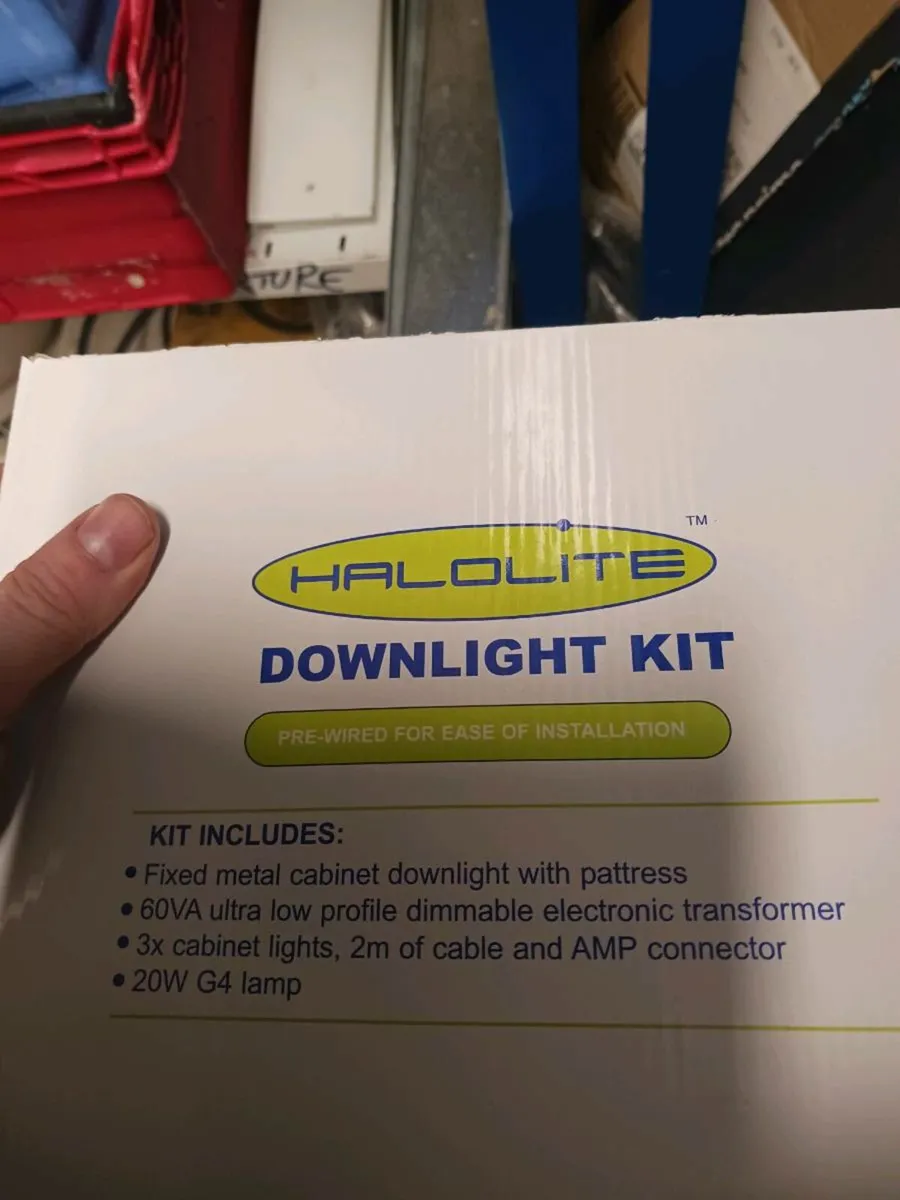 TURE
HALOLITE
TM
DOWNLIGHT KIT
PRE-WIRED FOR EASE OF INSTALLATION
KIT INCLUDES:
• Fixed metal cabinet downlight with pattress
• 60VA ultra low profile dimmable electronic transformer
• 3x cabinet lights, 2m of cable and AMP connector
• 20W G4 lamp